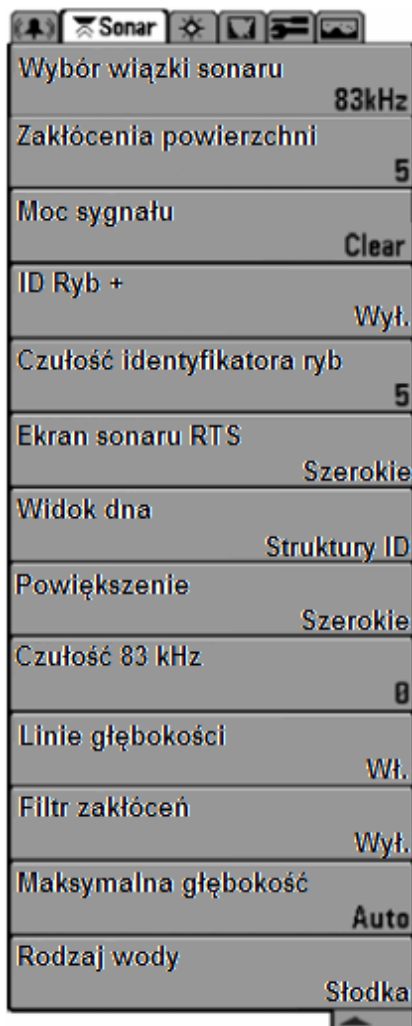 Sonar
Wybór wiązki sonaru
83kHz
Zakłócenia powierzchni
5
Moc sygnału
Clear
ID Ryb +
Wył.
Czułość identyfikatora ryb
5
Ekran sonaru RTS
Szerokie
Widok dna
Struktury ID
Powiększenie
Szerokie
Czułość 83 kHz
0
Linie głębokości
Wł.
Filtr zakłóceń
Wył.
Maksymalna głębokość
Auto
Rodzaj wody
Słodka